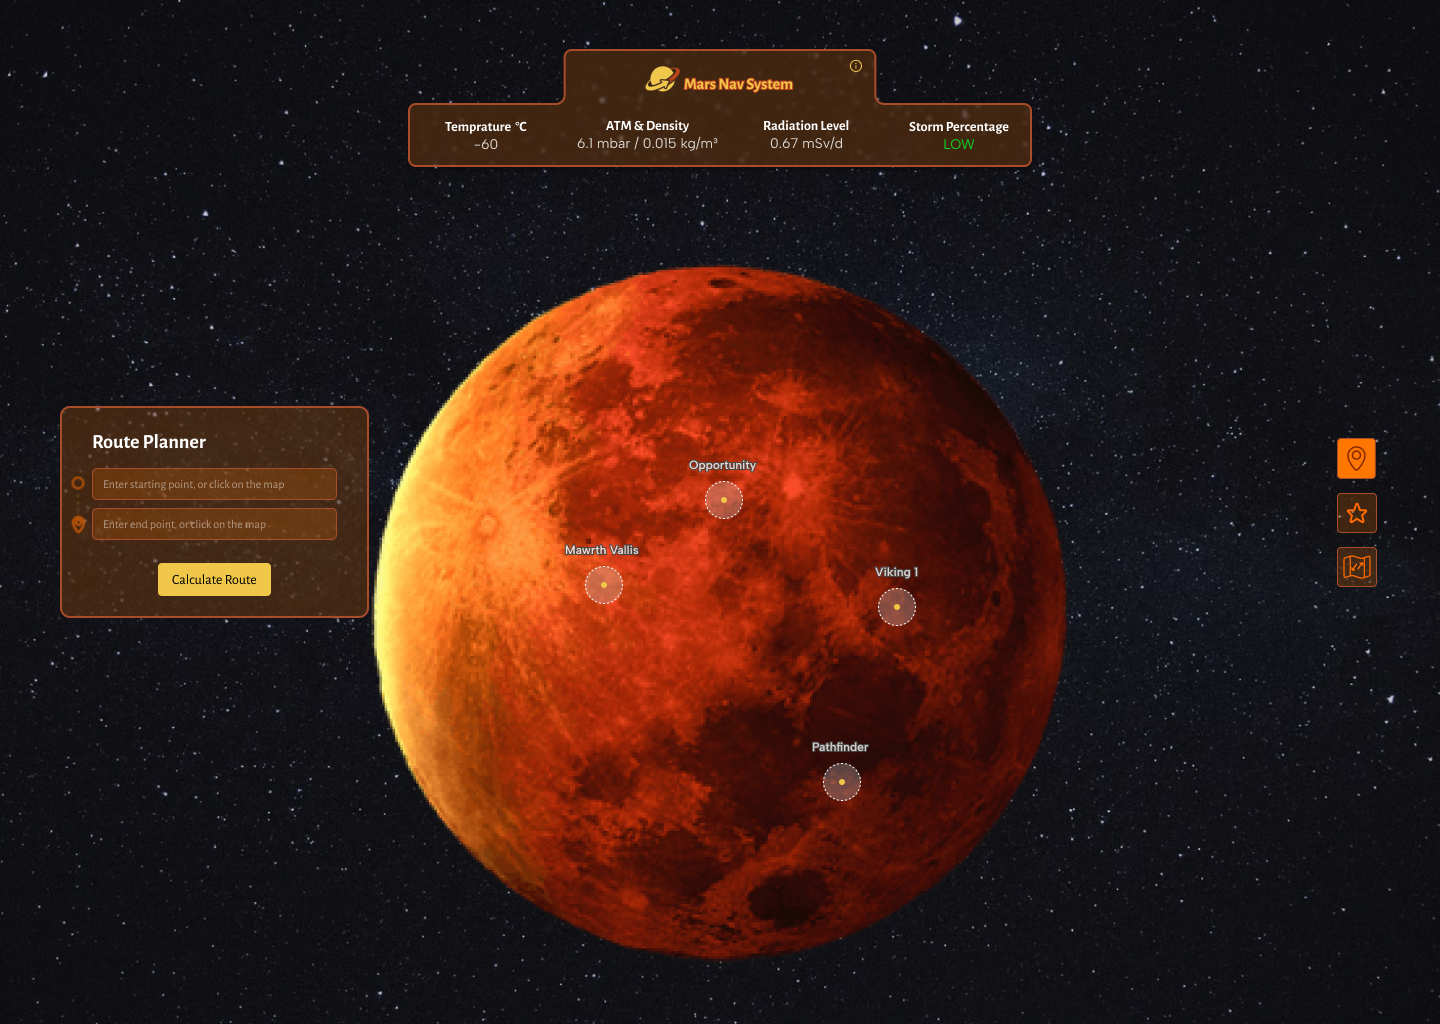 Mars Nav System
Temprature °C
-60
ATM & Density
6.1 mbar / 0.015 kg/m³
Radiation Level
0.67 mSv/d
Storm Percentage
LOW
Route Planner
Enter starting point, or click on the map
Enter end point, or click on the map
Calculate Route
Opportunity
Mawrth Vallis
Viking 1
Pathfinder